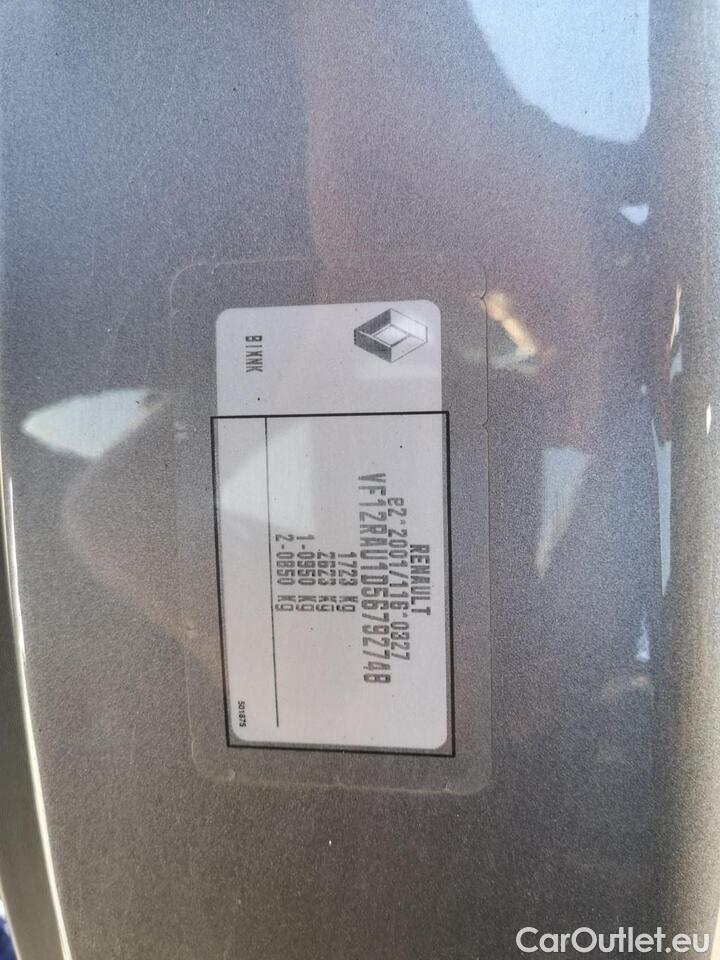 BIXNK
RENAULT
e2*2001/116*0327
VF12RAU1D56792748
1723 Kg
2623 Kg
1-0950 Kg
2-0850 Kg
501875
CarOutlet.eu